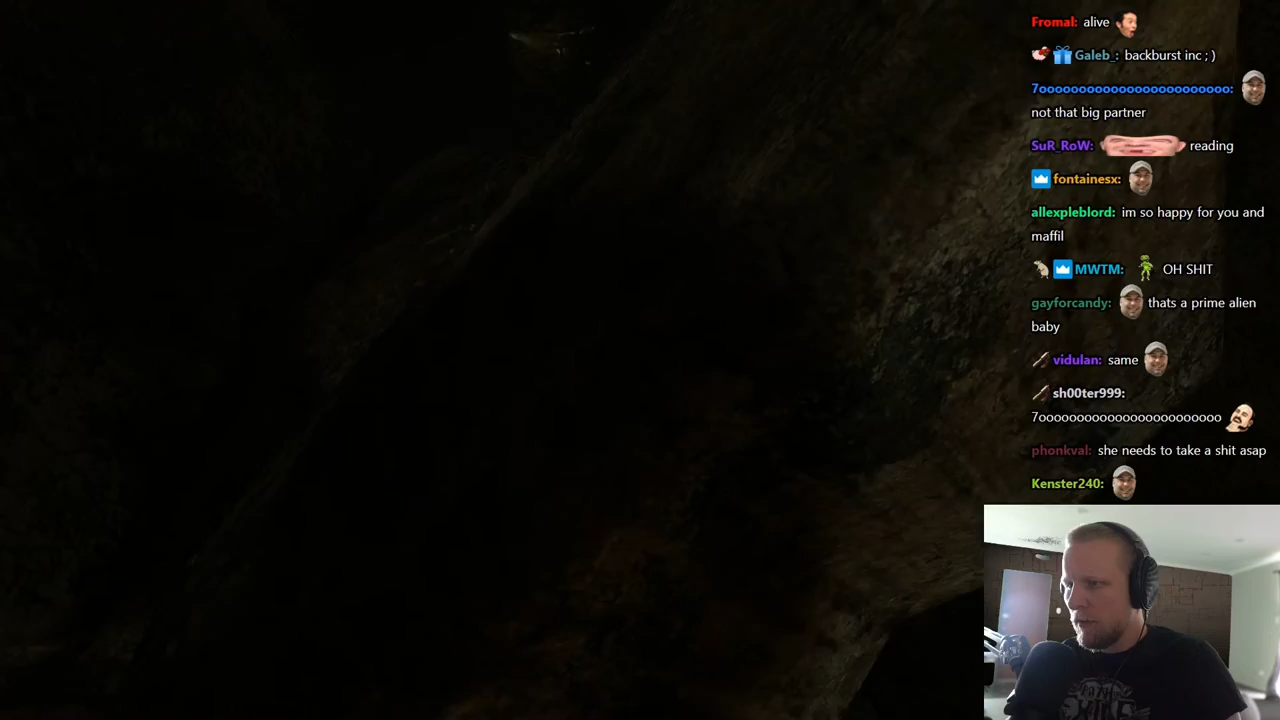 Fromal: alive
Galeb_: backburst inc ; )
7oooooooooooooooooooooooo:
not that big partner
SuR_RoW: reading
fontainesx:
allexpleblord: im so happy for you and
maffil
MWTM: OH SHIT
gayforcandy: thats a prime alien
baby
vidulan: same
sh00ter999:
7oooooooooooooooooooooooo
phonkval: she needs to take a shit asap
Kenster240: